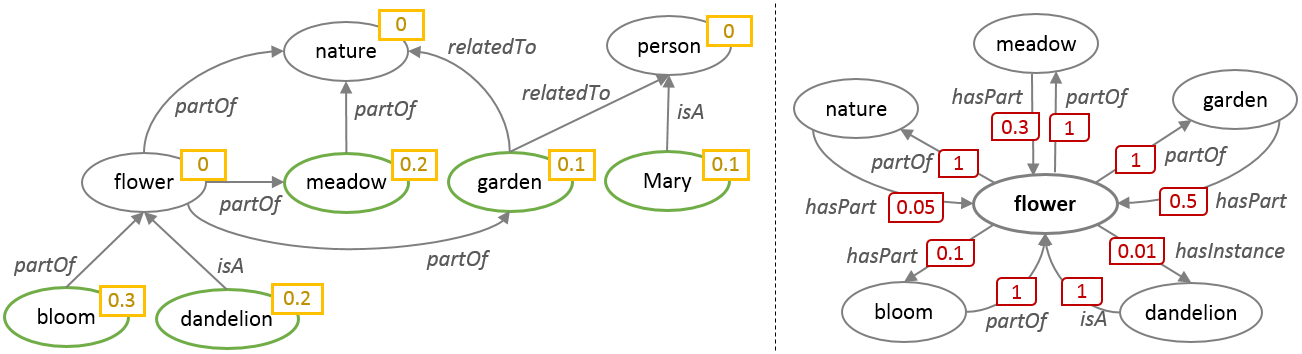 0
nature
relatedTo
0
person
partOf
partOf
relatedTo
isA
0
flower
0.2
meadow
0.1
garden
0.1
Mary
partOf
partOf
isA
partOf
0.3
bloom
0.2
dandelion
meadow
nature
hasPart
partOf
garden
0.3
1
partOf
1
1
partOf
hasPart
0.05
flower
0.5
hasPart
hasPart
0.1
0.01
hasInstance
1
1
bloom
partOf
isA
dandelion